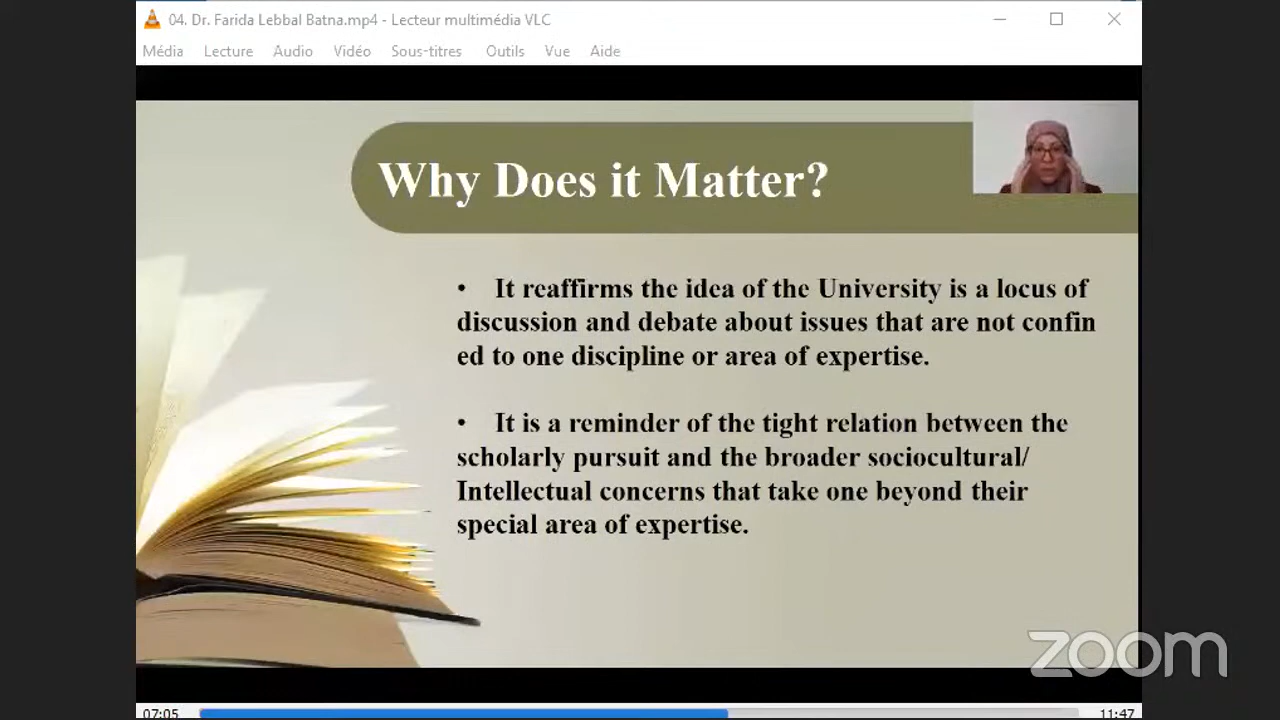 04. Dr. Farida Lebbal Batna.mp4 - Lecteur multimédia VLC
Média Lecture Audio Vidéo Sous-titres Outils Vue Aide
Why Does it Matter?
• It reaffirms the idea of the University is a locus of
discussion and debate about issues that are not confin
ed to one discipline or area of expertise.
• It is a reminder of the tight relation between the
scholarly pursuit and the broader sociocultural/
Intellectual concerns that take one beyond their
special area of expertise.
zoom
07:05 11:47